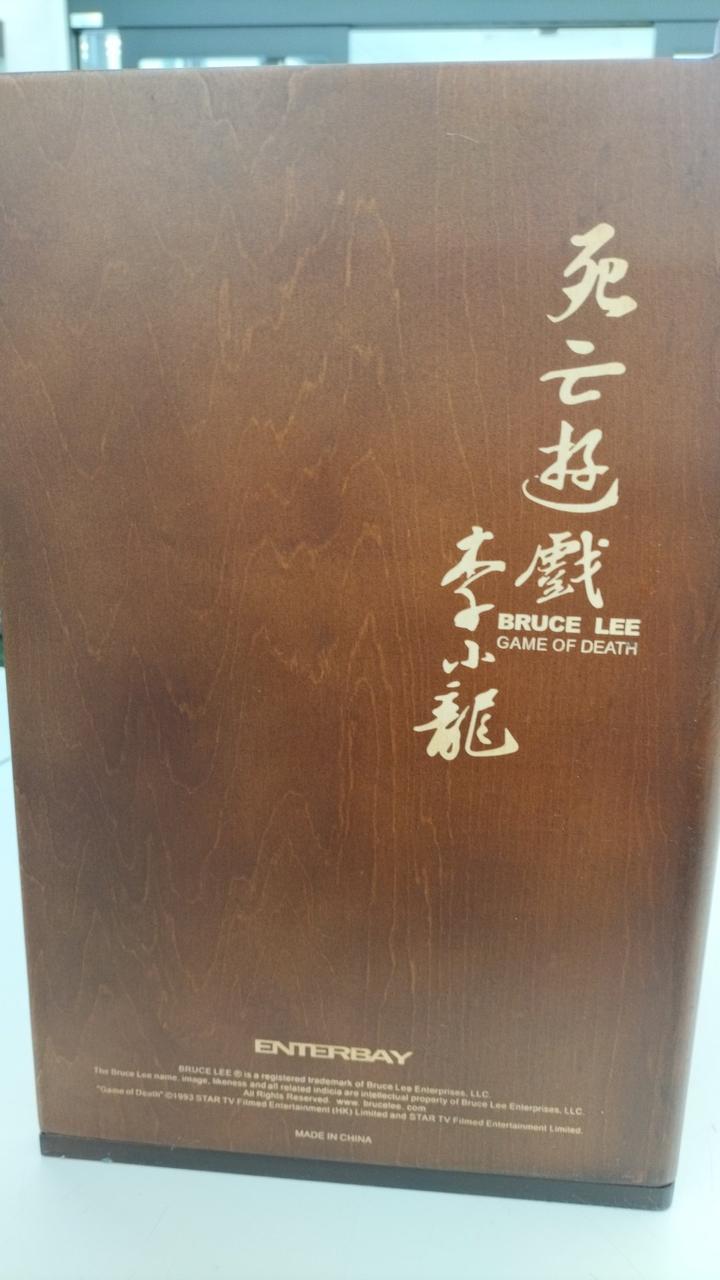 死亡遊戲
李小龍
BRUCE LEE
GAME OF DEATH
ENTERBAY
BRUCE LEE ® is a registered trademark of Bruce Lee Enterprises, LLC.
The Bruce Lee name, image, likeness and all related indicia are intellectual property of Bruce Lee Enterprises, LLC.
All Rights Reserved. www. brucelee. com
"Game of Death" ©1993 STAR TV Filmed Entertainment (HK) Limited and STAR TV Filmed Entertainment Limited.
MADE IN CHINA